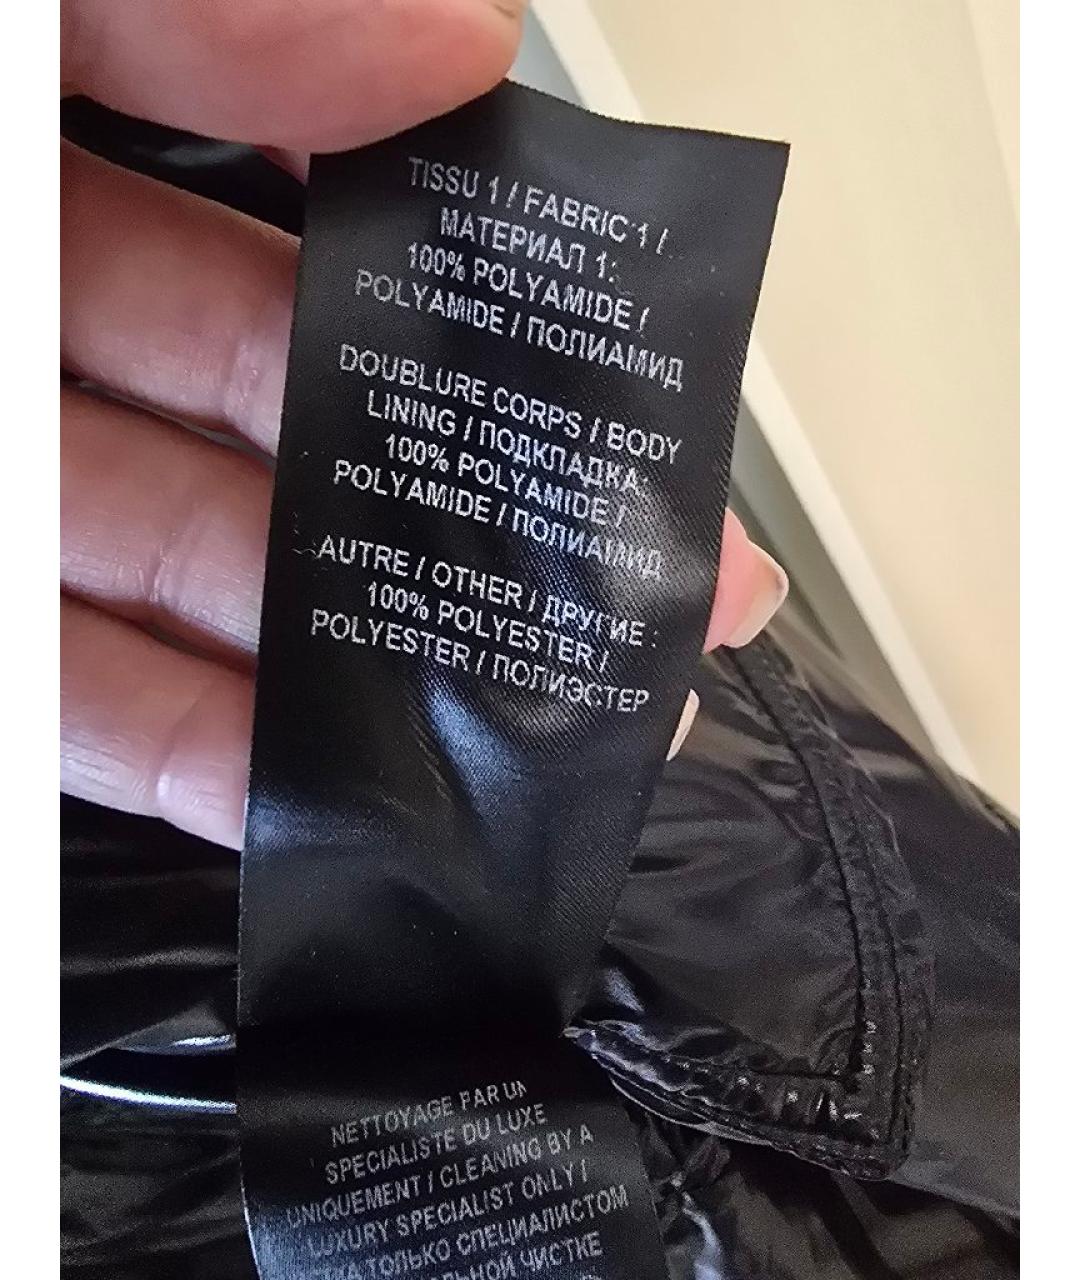 TISSU 1 / FABRIC 1 /
МАТЕРИАЛ 1:
100% POLYAMIDE /
POLYAMIDE / ПОЛИАМИД
DOUBLURE CORPS / BODY
LINING / ПОДКЛАДКА:
100% POLYAMIDE /
POLYAMIDE / ПОЛИАМИД
AUTRE / OTHER / ДРУГИЕ :
100% POLYESTER /
POLYESTER / ПОЛИЭСТЕР
NETTOYAGE PAR UN
SPECIALISTE DU LUXE
UNIQUEMENT / CLEANING BY A
LUXURY SPECIALIST ONLY /
ТОЛЬКО СПЕЦИАЛИСТОМ
ЧИСТКЕ